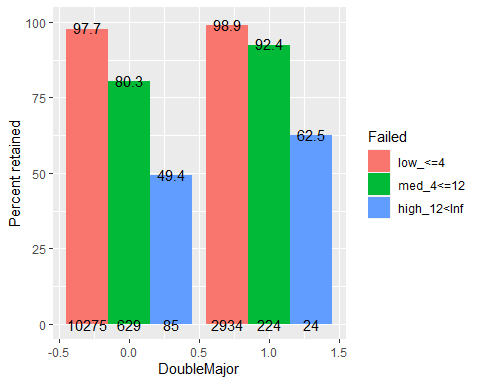 100
75
50
25
0
Percent retained
97.7
80.3
49.4
98.9
92.4
62.5
10275 629 85 2934 224 24
-0.5 0.0 0.5 1.0 1.5
DoubleMajor
Failed
low_<=4
med_4<=12
high_12<Inf